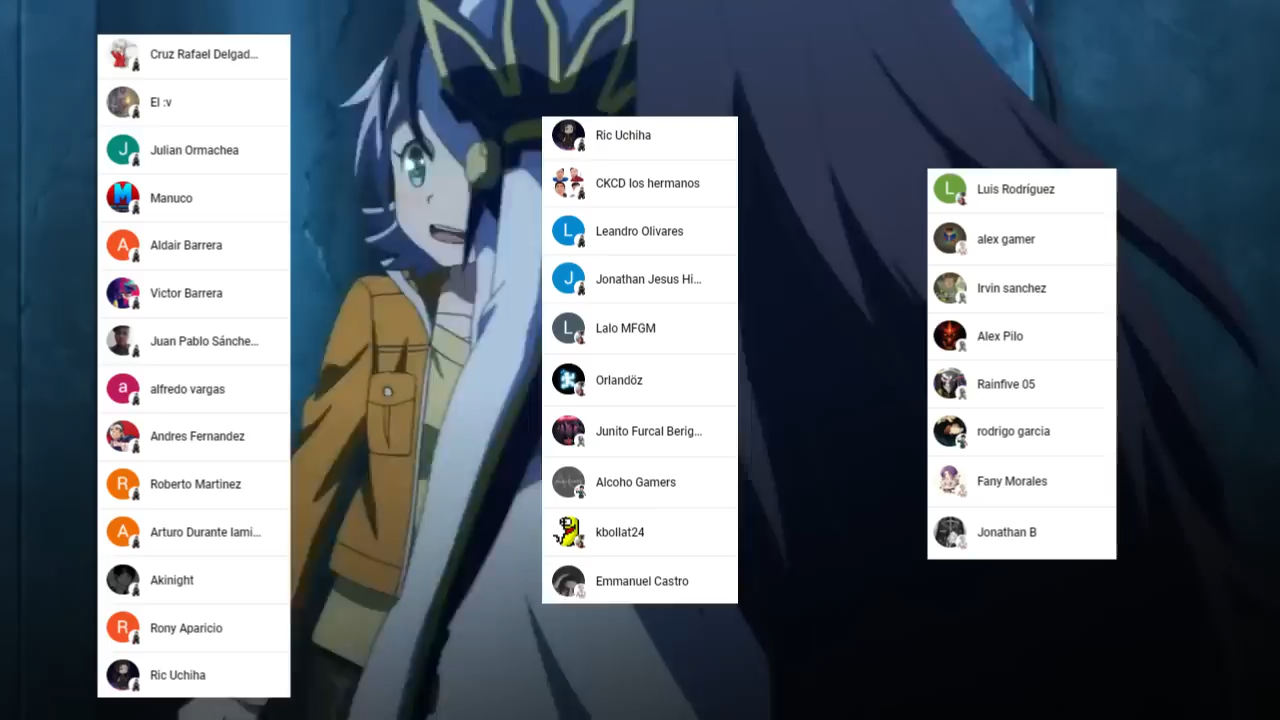 Cruz Rafael Delgad...
El :v
J
Julian Ormachea
M
Manuco
A
Aldair Barrera
Victor Barrera
Juan Pablo Sánche...
a
alfredo vargas
Andres Fernandez
R
Roberto Martinez
A
Arturo Durante lami...
Akinight
R
Rony Aparicio
Ric Uchiha
Ric Uchiha
CKCD los hermanos
L
Leandro Olivares
J
Jonathan Jesus Hi...
L
Lalo MFGM
Orlandöz
Junito Furcal Berig...
Alcoho Gamers
kbollat24
Emmanuel Castro
L
Luis Rodríguez
alex gamer
Irvin sanchez
Alex Pilo
Rainfive 05
rodrigo garcia
Fany Morales
Jonathan B